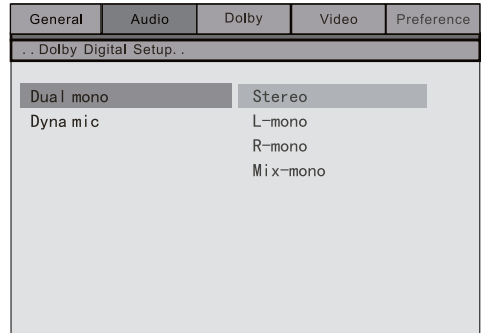 General Audio Dolby Video Preference
. . Dolby Digital Setup. .
Dual mono Stereo
Dynamic L-mono
R-mono
Mix-mono